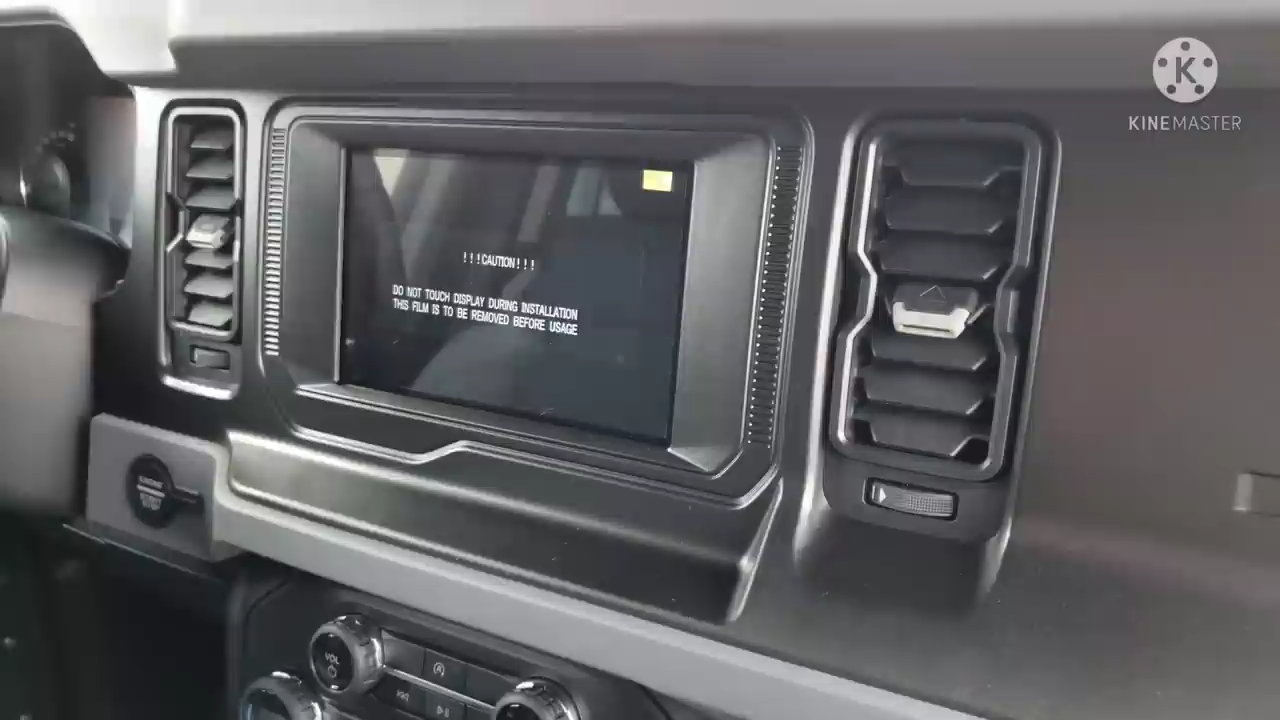 K
KINEMASTER
! ! ! CAUTION ! ! !
DO NOT TOUCH DISPLAY DURING INSTALLATION
THIS FILM IS TO BE REMOVED BEFORE USAGE
VOL